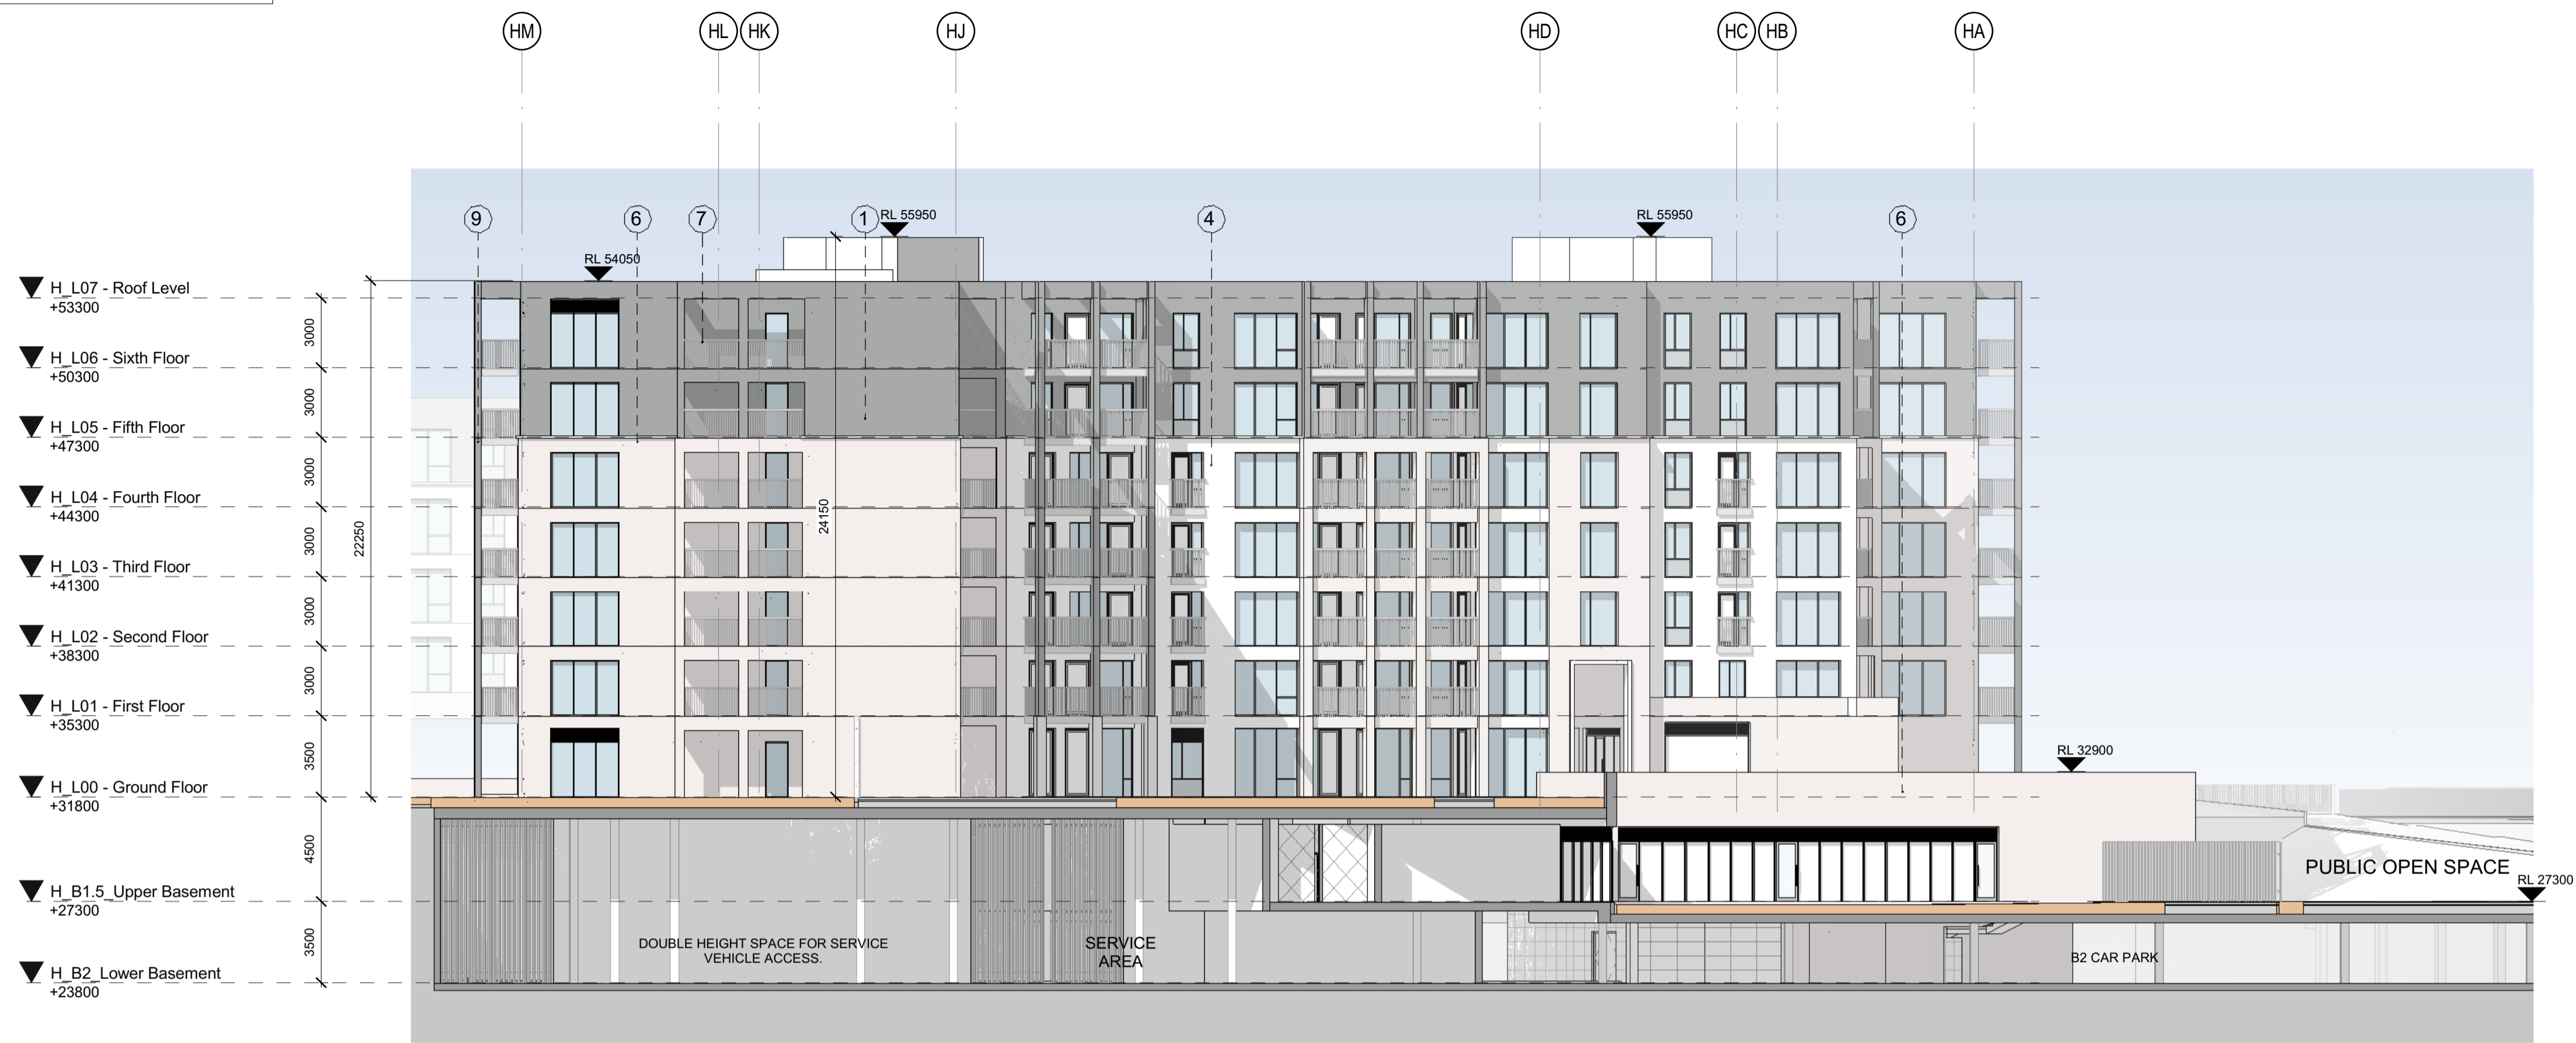 HM
HL
HK
HJ
HD
HC
HB
HA
9
6
7
1
RL 55950
4
RL 55950
6
RL 54050
H_L07 - Roof Level
+53300
3000
H_L06 - Sixth Floor
+50300
3000
H_L05 - Fifth Floor
+47300
3000
H_L04 - Fourth Floor
+44300
22250
24150
3000
H_L03 - Third Floor
+41300
3000
H_L02 - Second Floor
+38300
3000
H_L01 - First Floor
+35300
3500
RL 32900
H_L00 - Ground Floor
+31800
4500
PUBLIC OPEN SPACE
RL 27300
H_B1.5_Upper Basement
+27300
3500
DOUBLE HEIGHT SPACE FOR SERVICE
VEHICLE ACCESS.
SERVICE
AREA
B2 CAR PARK
H_B2_Lower Basement
+23800